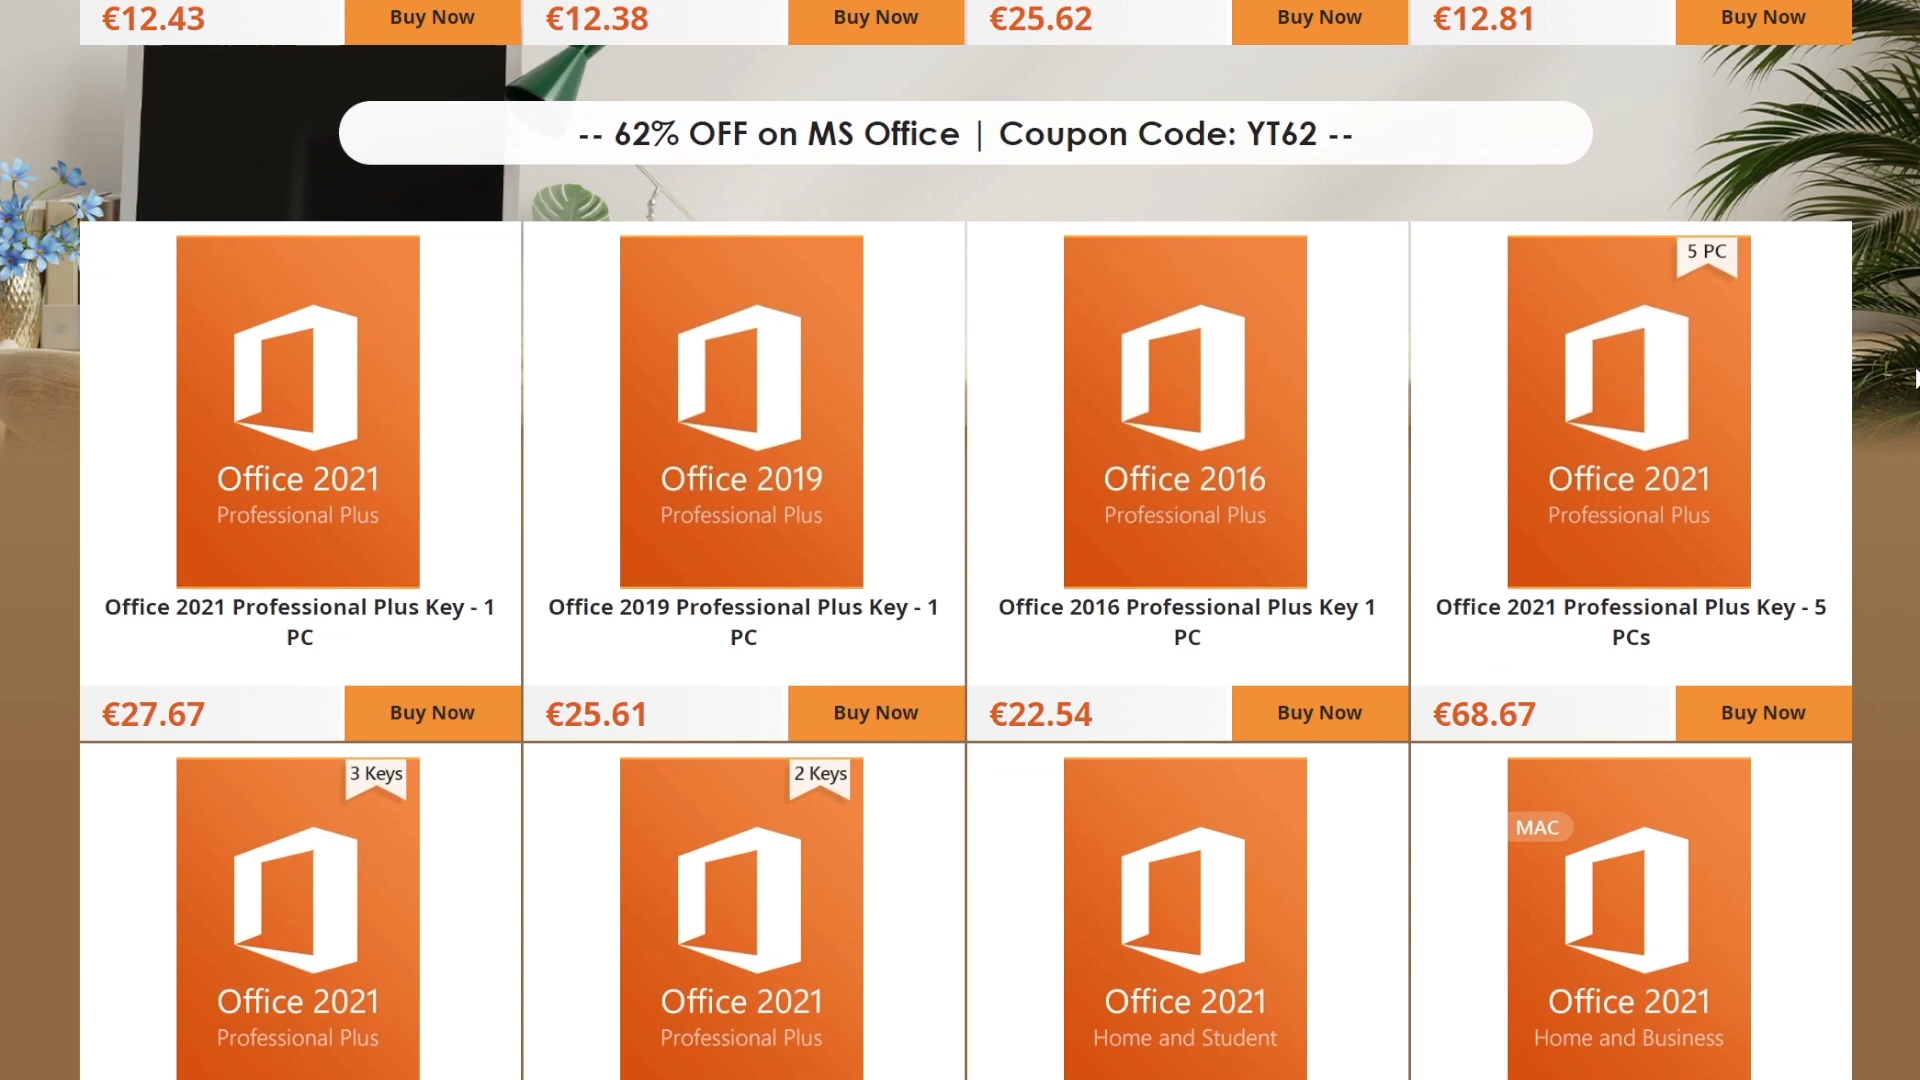 €12.43 Buy Now €12.38 Buy Now €25.62 Buy Now €12.81 Buy Now
-- 62% OFF on MS Office | Coupon Code: YT62 --
5 PC
Office 2021 Office 2019 Office 2016 Office 2021
Professional Plus Professional Plus Professional Plus Professional Plus
Office 2021 Professional Plus Key - 1
PC
Office 2019 Professional Plus Key - 1
PC
Office 2016 Professional Plus Key 1
PC
Office 2021 Professional Plus Key - 5
PCs
€27.67 Buy Now €25.61 Buy Now €22.54 Buy Now €68.67 Buy Now
3 Keys 2 Keys
MAC
Office 2021 Office 2021 Office 2021 Office 2021
Professional Plus Professional Plus Home and Student Home and Business